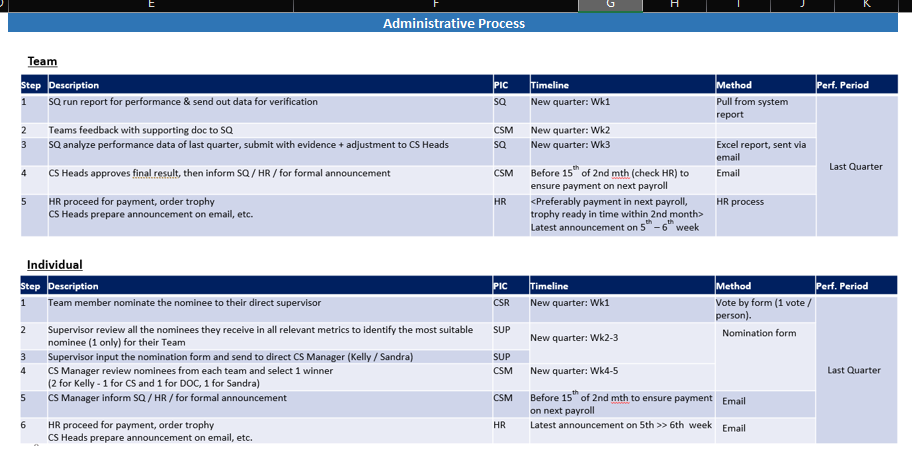 E F G H I J K
Administrative Process
Team
Step Description PIC Timeline Method Perf. Period
1 SQ run report for performance & send out data for verification SQ New quarter: Wk1 Pull from system
report
2 Teams feedback with supporting doc to SQ CSM New quarter: Wk2
3 SQ analyze performance data of last quarter, submit with evidence + adjustment to CS Heads SQ New quarter: Wk3 Excel report, sent via
email
Last Quarter
4 CS Heads approves final result, then inform SQ / HR / for formal announcement CSM Before 15th of 2nd mth (check HR) to Email
ensure payment on next payroll
5 HR proceed for payment, order trophy HR <Preferably payment in next payroll, HR process
CS Heads prepare announcement on email, etc. trophy ready in time within 2nd month>
Latest announcement on 5th – 6th week
Individual
Step Description PIC Timeline Method Perf. Period
1 Team member nominate the nominee to their direct supervisor CSR New quarter: Wk1 Vote by form (1 vote /
person).
2 Supervisor review all the nominees they receive in all relevant metrics to identify the most suitable SUP New quarter: Wk2-3 Nomination form
nominee (1 only) for their Team
3 Supervisor input the nomination form and send to direct CS Manager (Kelly / Sandra) SUP
4 CS Manager review nominees from each team and select 1 winner CSM New quarter: Wk4-5 Last Quarter
(2 for Kelly - 1 for CS and 1 for DOC, 1 for Sandra)
5 CS Manager inform SQ / HR / for formal announcement CSM Before 15th of 2nd mth to ensure payment Email
on next payroll
6 HR proceed for payment, order trophy HR Latest announcement on 5th >> 6th week Email
CS Heads prepare announcement on email, etc.